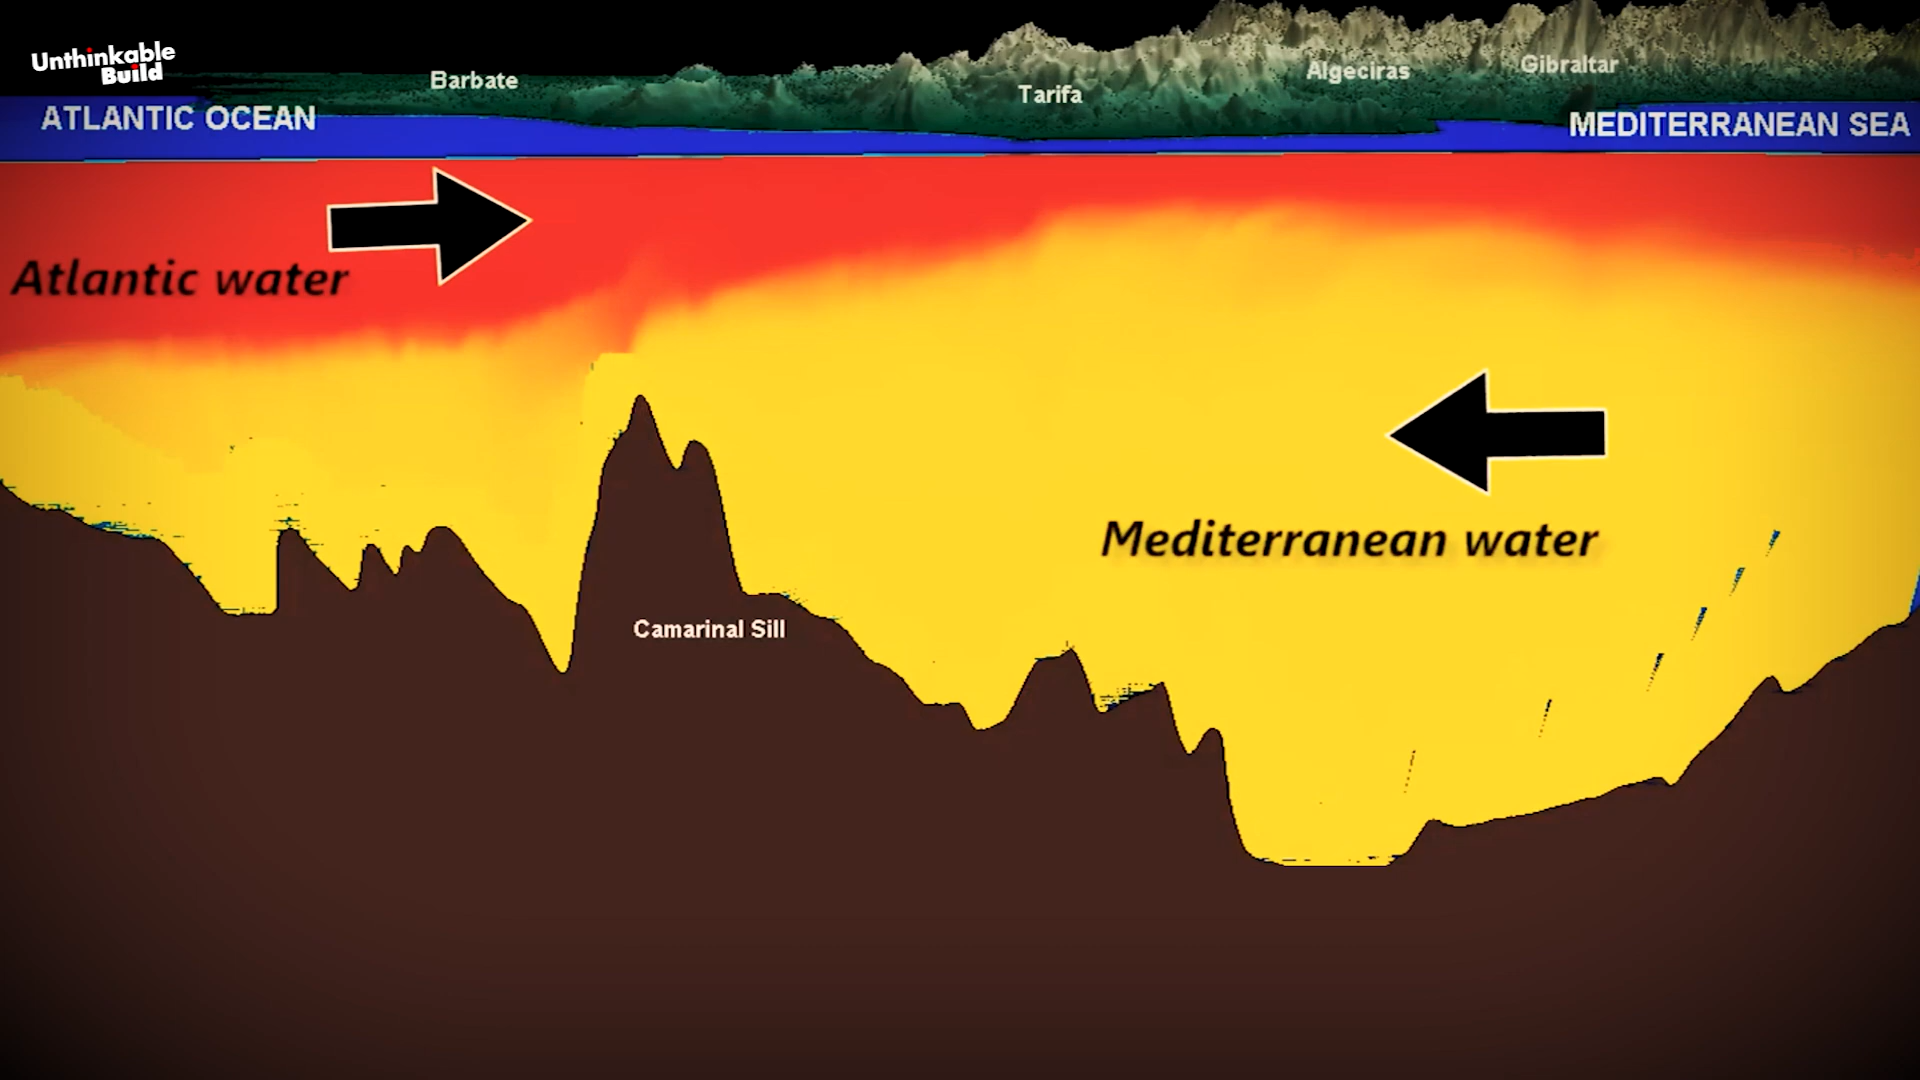 Unthinkable
Build
Barbate
Tarifa
Algeciras
Gibraltar
ATLANTIC OCEAN
MEDITERRANEAN SEA
Atlantic water
Mediterranean water
Camarinal Sill